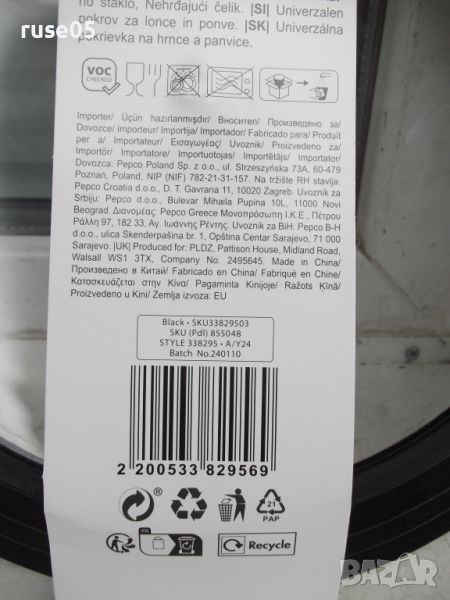 ruse05
no staklo, Nehrđajući čelik. |SI| Univerzalen
pokrov za lonce in ponve. |SK| Univerzálna
pokrievka na hrnce a panvice.
VOC
CHECKED
Importer/ Üçün hazırlanmışdır/ Вносител/ Произведено за/
Dovozce/ Importeur/ Importija/ Importador/ Fabricado para/ Produit
per a/ Importateur/ Εισαγωγέας/ Uvoznik/ Proizvedeno za/
Importőr/ Importatore/ Importuotojas/ Importētājs/ Importator/
Dovozca: Pepco Poland Sp. z o.o., ul. Strzeszyńska 73A, 60-479
Poznań, Poland, NIP (NIF) 782-21-31-157. Na tržište RH stavlja:
Pepco Croatia d.o.o., D. T. Gavrana 11, 10020 Zagreb. Uvoznik za
Srbiju: Pepco d.o.o., Bulevar Mihaila Pupina 10L, 11000 Novi
Beograd. Διανομέας: Pepco Greece Μονοπρόσωπη Ι.Κ.Ε., Πέτρου
Ράλλη 97, 182 33, Αγ. Ιωάννης Ρέντης. Uvoznik za BiH: Pepco B-H
d.o.o., ulica Skenderpašina br. 1, Opština Centar Sarajevo, 71 000
Sarajevo. |UK| Produced for: PLDZ, Pattison House, Midland Road,
Walsall WS1 3TX, Company No. 2495645. Made in China/
Произведено в Китай/ Fabricado en China/ Fabriqué en Chine/
Κατασκευάζεται στην Κίνα/ Pagaminta Kinijoje/ Ražots Ķīnā/
Proizvedeno u Kini/ Zemlja izvoza: EU
Black • SKU33829503
SKU (Pdl) 855048
STYLE 338295 • A/Y24
Batch No.240110
2 200533 829569
®
21
PAP
FR
Recycle
BAZAR